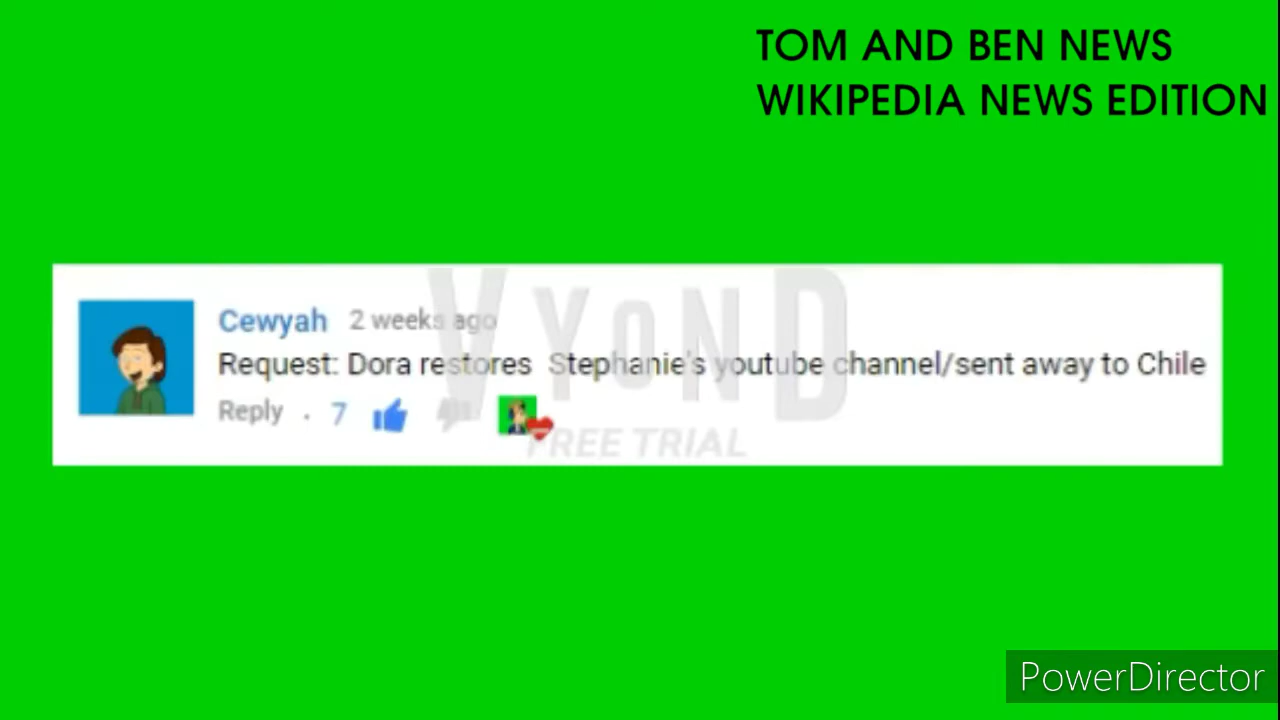 TOM AND BEN NEWS
WIKIPEDIA NEWS EDITION
Cewyah 2 weeks ago
Request: Dora restores Stephanie's youtube channel/sent away to Chile
Reply . 7
VYOND
FREE TRIAL
PowerDirector